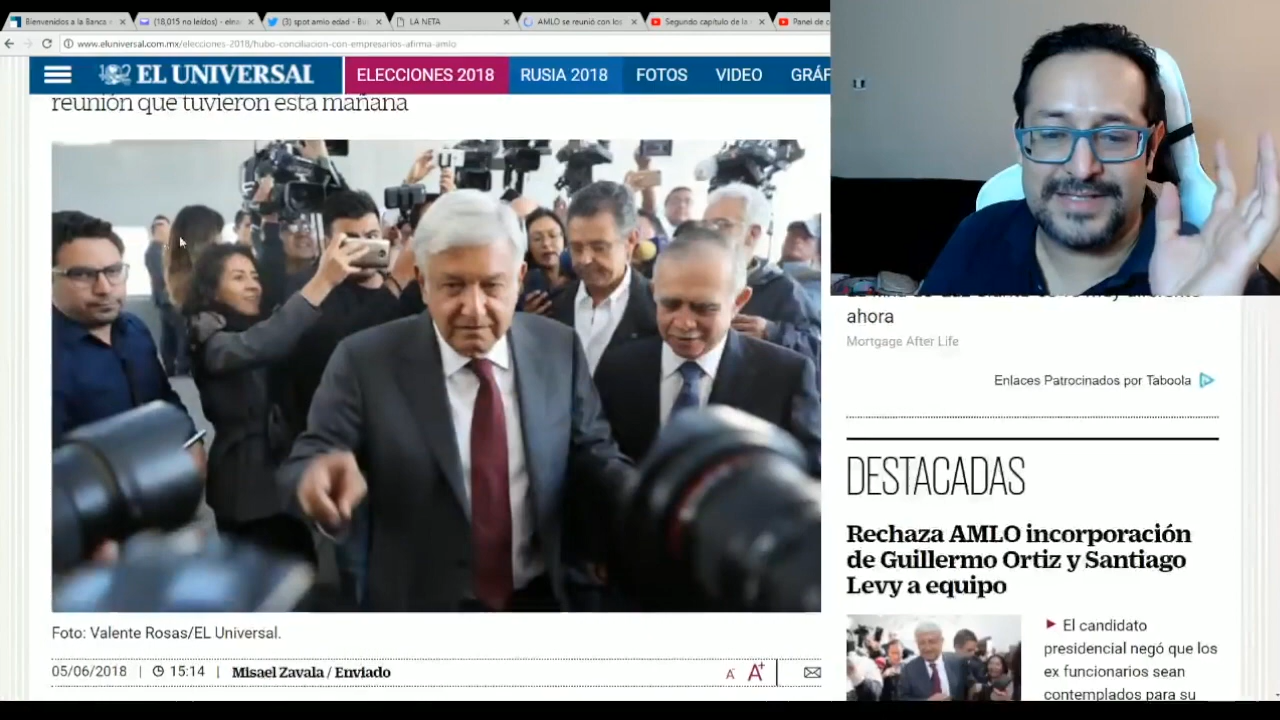 Bienvenidos a la Banca e
(18,015 no leídos) - elna
(3) spot amlo edad - Bú
LA NETA
AMLO se reunió con los
Segundo capítulo de la
Panel de c
www.eluniversal.com.mx/elecciones-2018/hubo-conciliacion-con-empresarios-afirma-amlo
EL UNIVERSAL
ELECCIONES 2018
RUSIA 2018
FOTOS
VIDEO
GRÁF
reunión que tuvieron esta mañana
ahora
Mortgage After Life
Enlaces Patrocinados por Taboola
DESTACADAS
Rechaza AMLO incorporación
de Guillermo Ortiz y Santiago
Levy a equipo
El candidato
presidencial negó que los
ex funcionarios sean
contemplados para su
Foto: Valente Rosas/EL Universal.
05/06/2018 | 15:14 | Misael Zavala / Enviado
A- A+